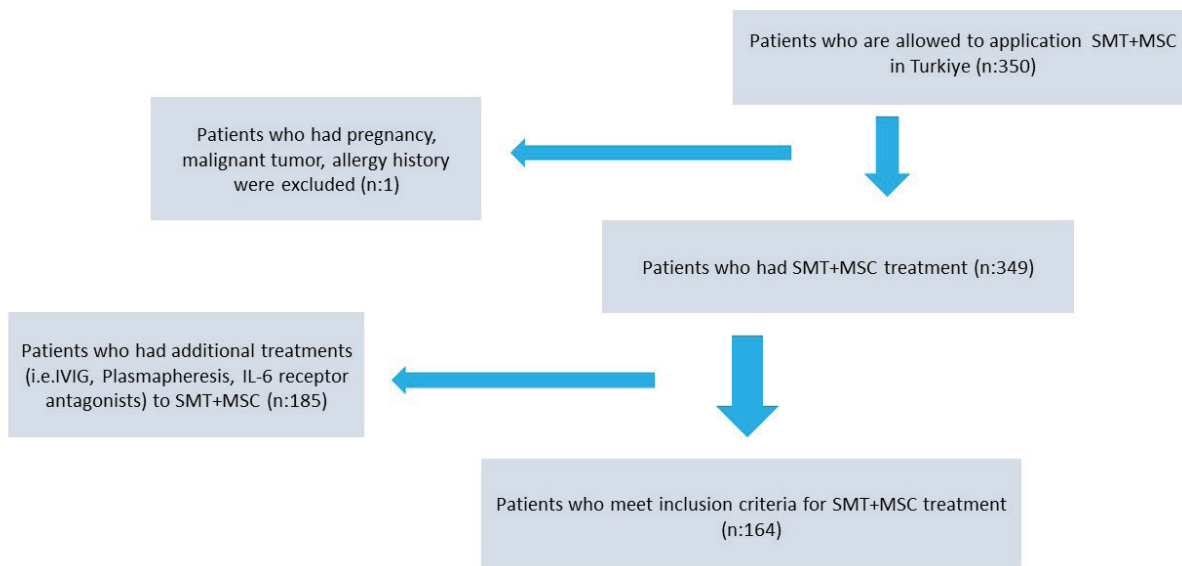 Patients who are allowed to application SMT+MSC
in Turkiye (n:350)
Patients who had pregnancy,
malignant tumor, allergy history
were excluded (n:1)
Patients who had SMT+MSC treatment (n:349)
Patients who had additional treatments
(i.e.IVIG, Plasmapheresis, IL-6 receptor
antagonists) to SMT+MSC (n:185)
Patients who meet inclusion criteria for SMT+MSC treatment
(n:164)